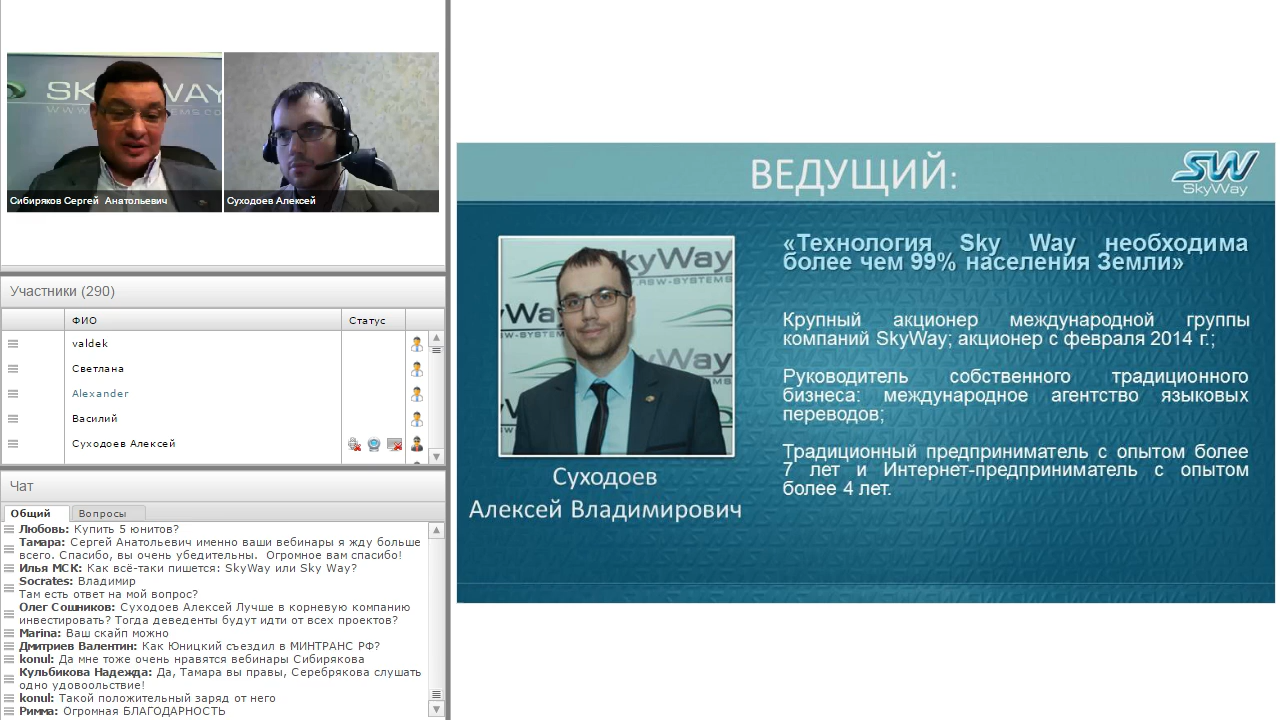 SKYWAY
Сибиряков Сергей Анатольевич
Суходоев Алексей
Участники (290)
ФИО
Статус
valdek
Светлана
Alexander
Василий
Суходоев Алексей
Чат
Общий
Вопросы
Любовь: Купить 5 юнитов?
Тамара: Сергей Анатольевич именно ваши вебинары я жду больше
всего. Спасибо, вы очень убедительны. Огромное вам спасибо!
Илья МСК: Как всё-таки пишется: SkyWay или Sky Way?
Socrates: Владимир
Там есть ответ на мой вопрос?
Олег Сошников: Суходоев Алексей Лучше в корневую компанию
инвестировать? Тогда деведенты будут идти от всех проектов?
Marina: Ваш скайп можно
Дмитриев Валентин: Как Юницкий съездил в МИНТРАНС РФ?
konul: Да мне тоже очень нравятся вебинары Сибирякова
Кульбикова Надежда: Да, Тамара вы правы, Серебрякова слушать
одно удовоольствие!
konul: Такой положительный заряд от него
Римма: Огромная БЛАГОДАРНОСТЬ
ВЕДУЩИЙ:
SW
SkyWay
«Технология Sky Way необходима
более чем 99% населения Земли»
Крупный акционер международной группы
компаний SkyWay; акционер с февраля 2014 г.;
Руководитель собственного традиционного
бизнеса: международное агентство языковых
переводов;
Традиционный предприниматель с опытом более
7 лет и Интернет-предприниматель с опытом
более 4 лет.
Суходоев
Алексей Владимирович